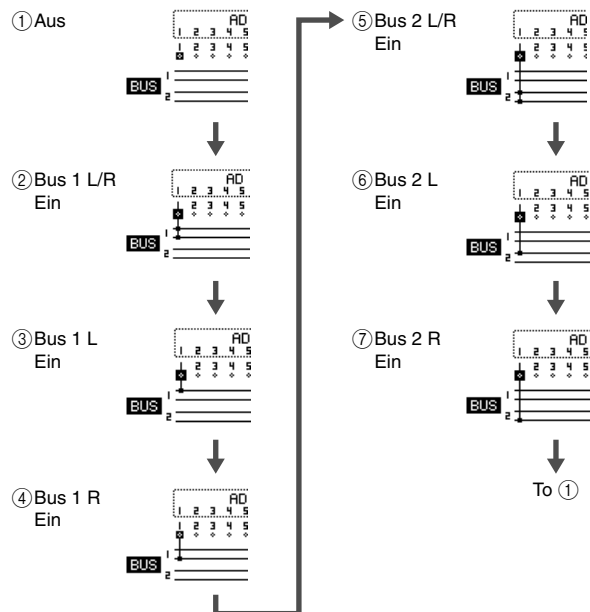 ①Aus
AD
1 2 3 4 5
1 2 3 4 5
BUS
1
2
②Bus 1 L/R
Ein
AD
1 2 3 4 5
2 3 4 5
BUS
1
2
③Bus 1 L
Ein
AD
1 2 3 4 5
2 3 4 5
BUS
1
2
④Bus 1 R
Ein
AD
1 2 3 4 5
1 2 3 4 5
BUS
1
2
⑤Bus 2 L/R
Ein
AD
1 2 3 4 5
2 3 4 5
BUS
1
2
⑥Bus 2 L
Ein
AD
1 2 3 4 5
2 3 4 5
BUS
1
2
⑦Bus 2 R
Ein
AD
1 2 3 4 5
2 3 4 5
BUS
1
2
To ①